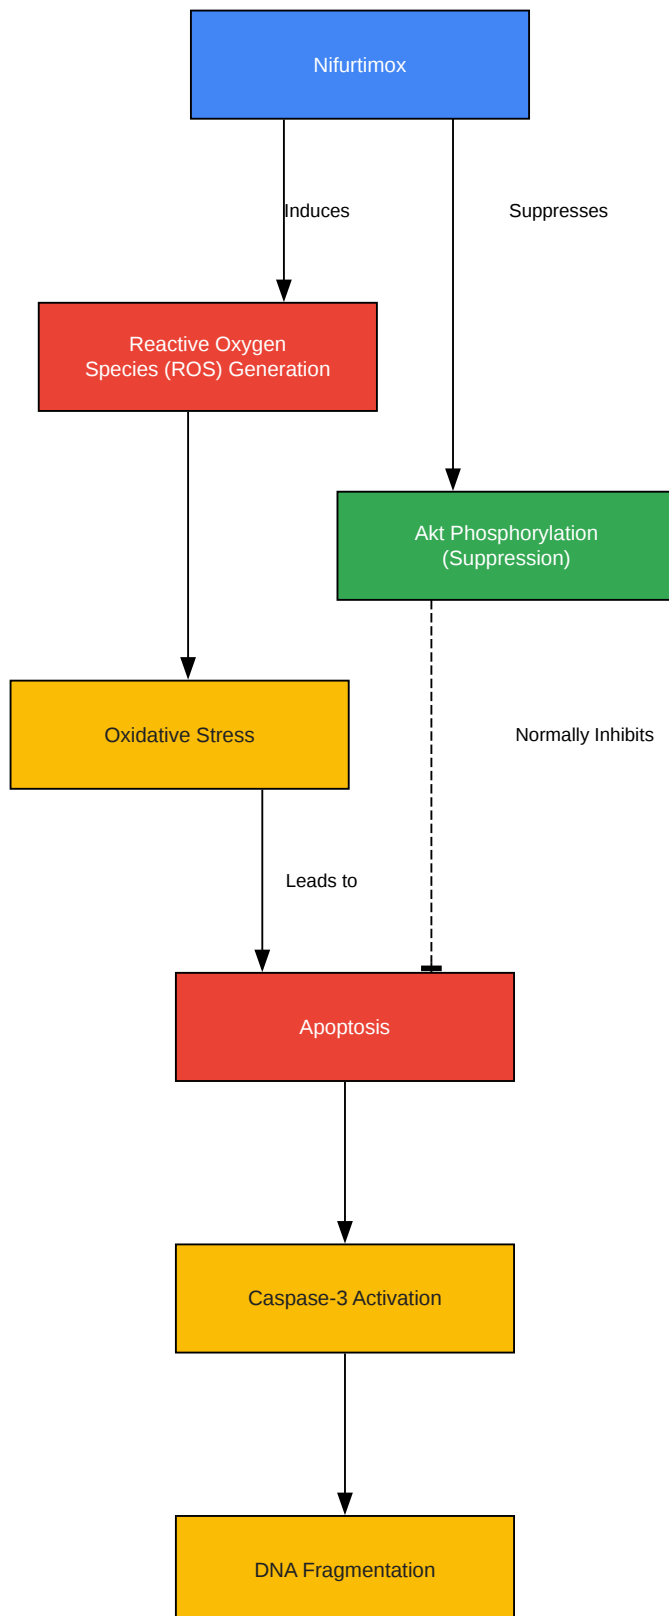 Nifurtimox
Induces
Suppresses
Reactive Oxygen
Species (ROS) Generation
Akt Phosphorylation
(Suppression)
Oxidative Stress
Normally Inhibits
Leads to
Apoptosis
Caspase-3 Activation
DNA Fragmentation